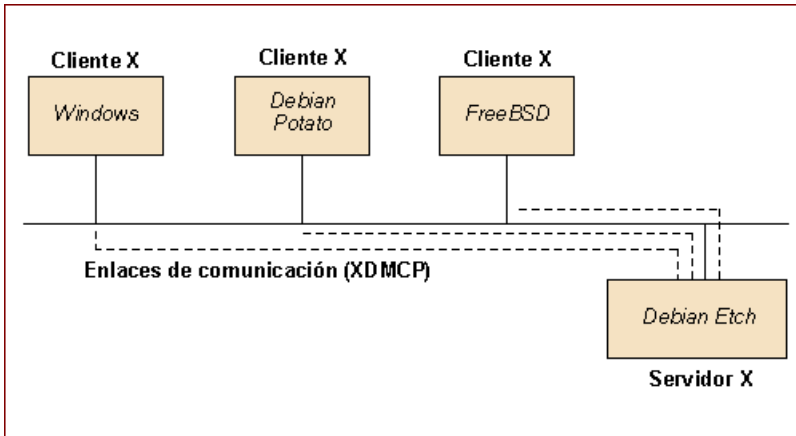 Cliente X
Cliente X
Cliente X
Windows
Debian
Potato
FreeBSD
Enlaces de comunicación (XDMCP)
Debian Etch
Servidor X